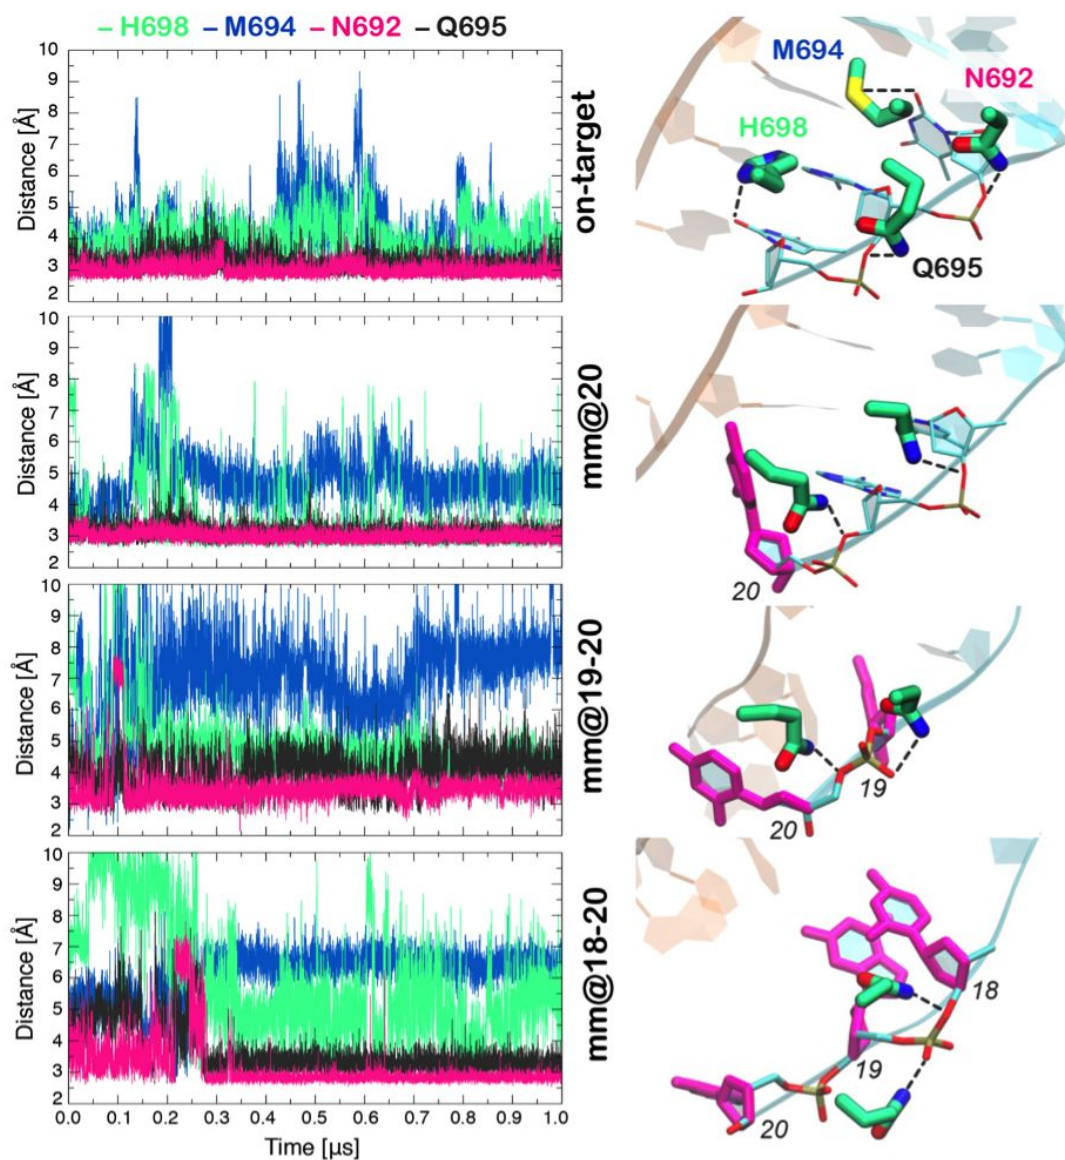 – H698 – M694 – N692 – Q695
Distance [Å]
10
9
8
7
6
5
4
3
2
on-target
M694
N692
H698
Q695
Distance [Å]
10
9
8
7
6
5
4
3
2
mm@20
20
Distance [Å]
10
9
8
7
6
5
4
3
2
mm@19-20
19
20
Distance [Å]
10
9
8
7
6
5
4
3
2
mm@18-20
18
19
20
0.0 0.1 0.2 0.3 0.4 0.5 0.6 0.7 0.8 0.9 1.0
Time [µs]